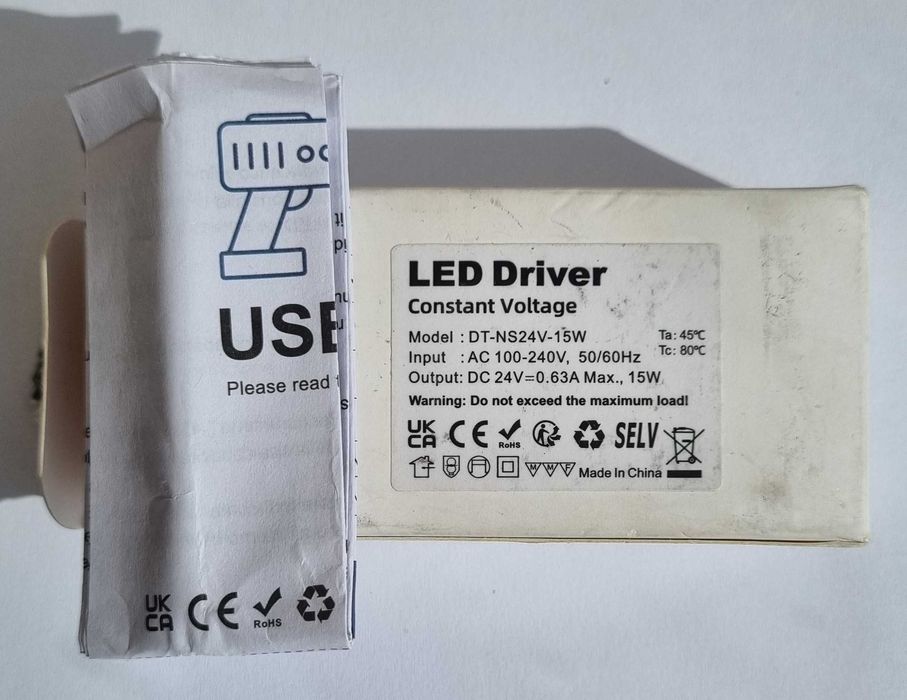 USE
Please read
UK
CA
CE
RoHS
LED Driver
Constant Voltage
Model : DT-NS24V-15W
Ta: 45℃
Input : AC 100-240V, 50/60Hz
Tc: 80℃
Output: DC 24V=0.63A Max., 15W
Warning: Do not exceed the maximum load!
UK
CA
CE
RoHS
SELV
M M F
Made In China